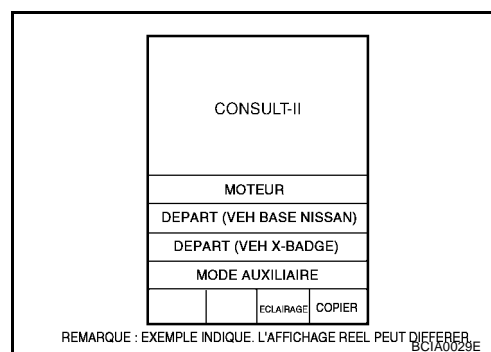 CONSULT-II
MOTEUR
DEPART (VEH BASE NISSAN)
DEPART (VEH X-BADGE)
MODE AUXILIAIRE
ECLAIRAGE COPIER
REMARQUE : EXEMPLE INDIQUE. L'AFFICHAGE REEL PEUT DIFFERER.
BCIA0029E